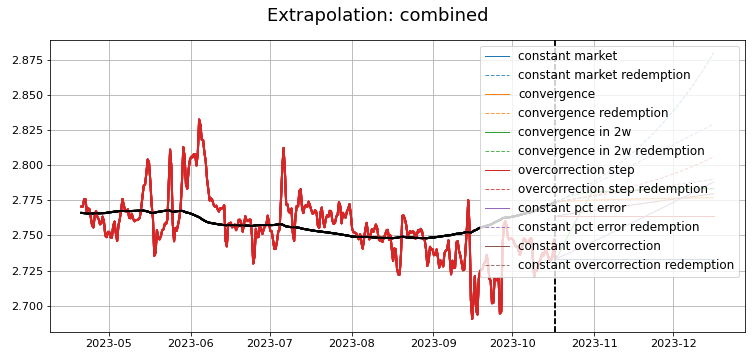 Extrapolation: combined
2.875
2.850
2.825
2.800
2.775
2.750
2.725
2.700
constant market
constant market redemption
convergence
convergence redemption
convergence in 2w
convergence in 2w redemption
overcorrection step
overcorrection step redemption
constant pct error
constant pct error redemption
constant overcorrection
constant overcorrection redemption
2023-05 2023-06 2023-07 2023-08 2023-09 2023-10 2023-11 2023-12